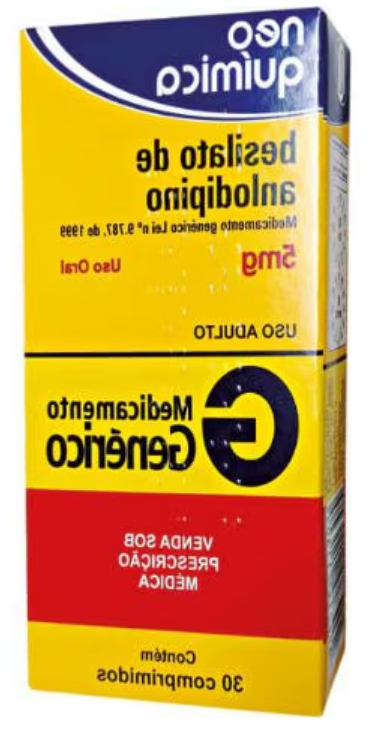 neo
química
besilato de
anlodipino
Medicamento genérico Lei nº 9.787, de 1999
5mg Uso Oral
USO ADULTO
G Medicamento
Genérico
VENDA SOB
PRESCRIÇÃO
MÉDICA
Contém
30 comprimidos